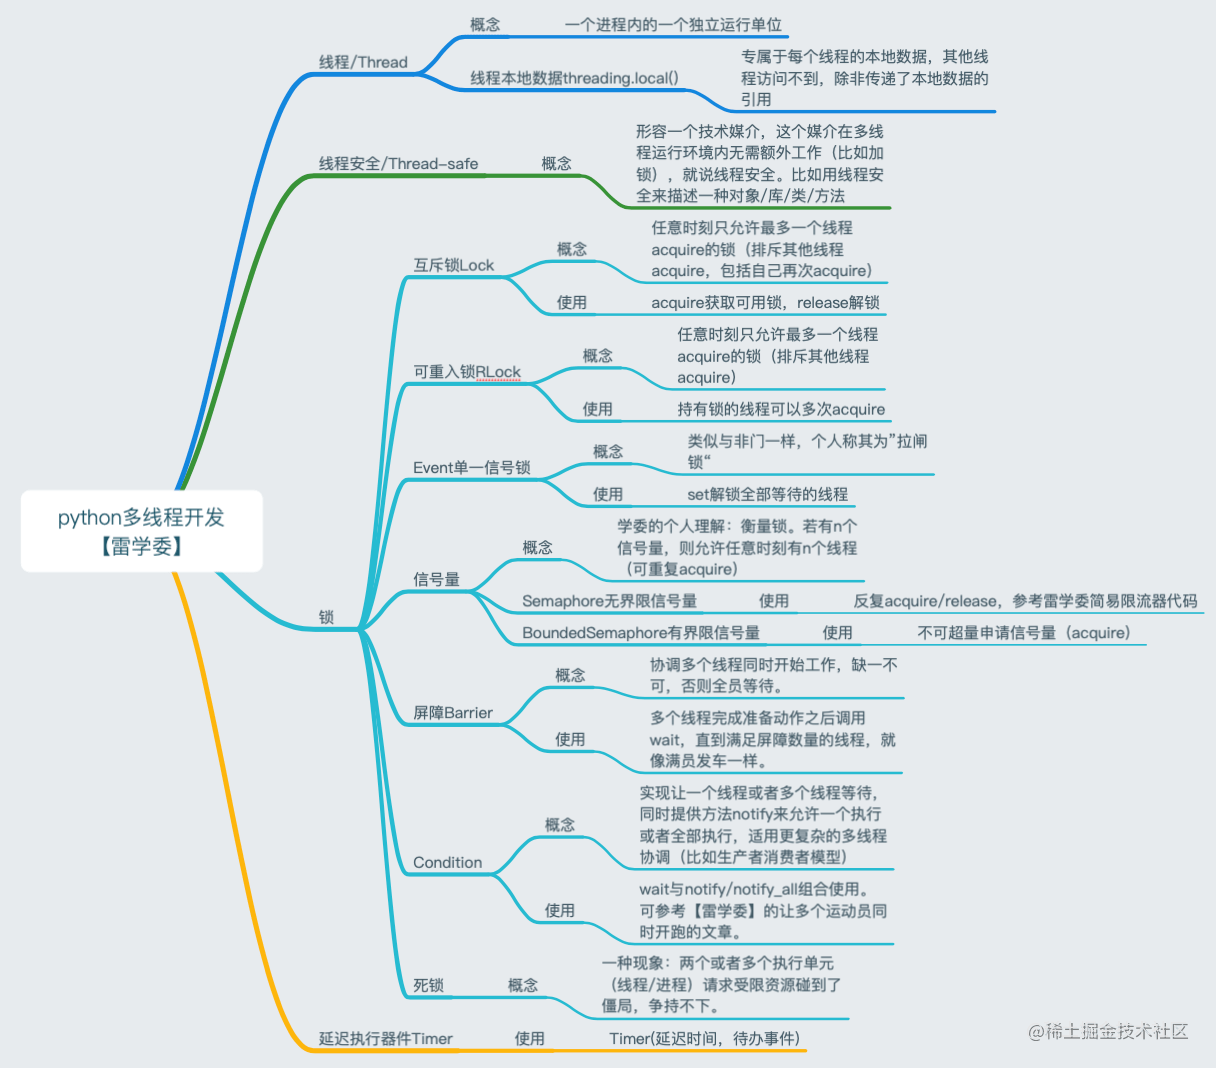 概念
一个进程内的一个独立运行单位
线程/Thread
线程本地数据threading.local()
专属于每个线程的本地数据，其他线
程访问不到，除非传递了本地数据的
引用
线程安全/Thread-safe
概念
形容一个技术媒介，这个媒介在多线
程运行环境内无需额外工作（比如加
锁），就说线程安全。比如用线程安
全来描述一种对象/库/类/方法
python多线程开发
【雷学委】
锁
互斥锁Lock
概念
任意时刻只允许最多一个线程
acquire的锁（排斥其他线程
acquire，包括自己再次acquire）
使用
acquire获取可用锁，release解锁
可重入锁RLock
概念
任意时刻只允许最多一个线程
acquire的锁（排斥其他线程
acquire）
使用
持有锁的线程可以多次acquire
Event单一信号锁
概念
类似与非门一样，个人称其为”拉闸
锁“
使用
set解锁全部等待的线程
信号量
概念
学委的个人理解：衡量锁。若有n个
信号量，则允许任意时刻有n个线程
（可重复acquire）
Semaphore无界限信号量
使用
反复acquire/release，参考雷学委简易限流器代码
BoundedSemaphore有界限信号量
使用
不可超量申请信号量（acquire）
屏障Barrier
概念
协调多个线程同时开始工作，缺一不
可，否则全员等待。
使用
多个线程完成准备动作之后调用
wait，直到满足屏障数量的线程，就
像满员发车一样。
Condition
概念
实现让一个线程或者多个线程等待，
同时提供方法notify来允许一个执行
或者全部执行，适用更复杂的多线程
协调（比如生产者消费者模型）
使用
wait与notify/notify_all组合使用。
可参考【雷学委】的让多个运动员同
时开跑的文章。
死锁
概念
一种现象：两个或者多个执行单元
（线程/进程）请求受限资源碰到了
僵局，争持不下。
延迟执行器件Timer
使用
Timer(延迟时间，待办事件)
@稀土掘金技术社区